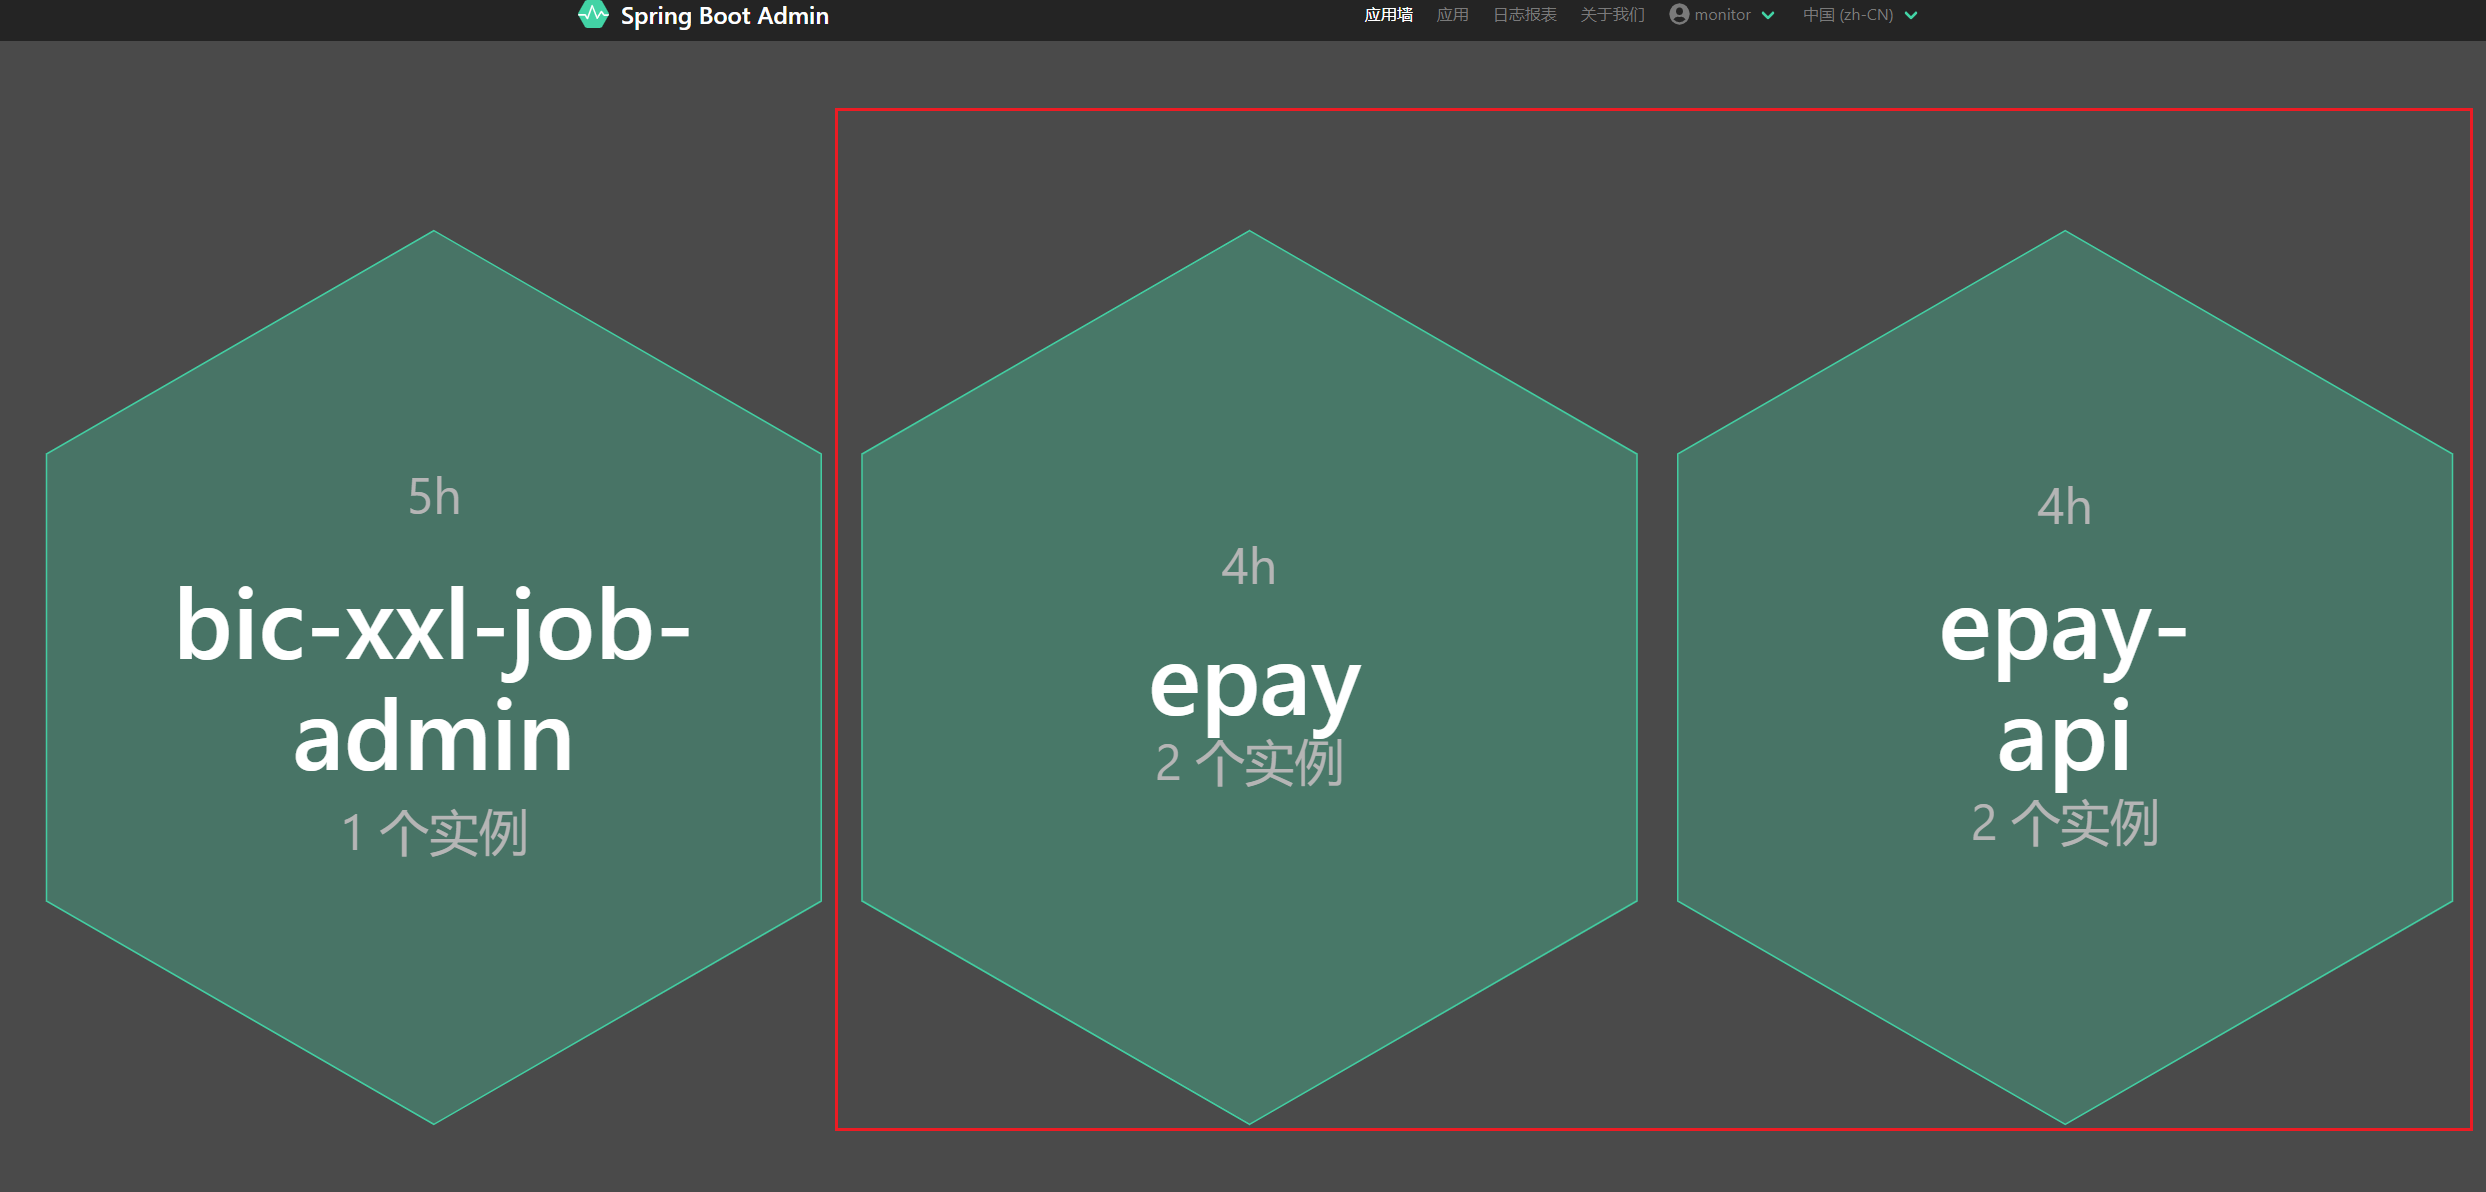 Spring Boot Admin
应用墙 应用 日志报表 关于我们 monitor 中国 (zh-CN)
5h
bic-xxl-job-
admin
1 个实例
4h
epay
2 个实例
4h
epay-
api
2 个实例